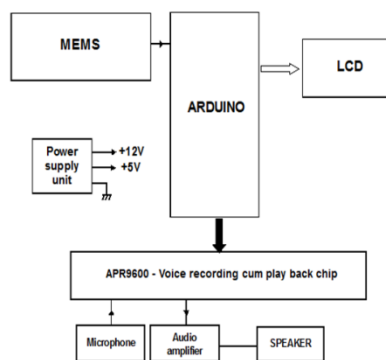 MEMS
ARDUINO
LCD
Power
supply
unit
+12V
+5V
APR9600 - Voice recording cum play back chip
Microphone
Audio
amplifier
SPEAKER